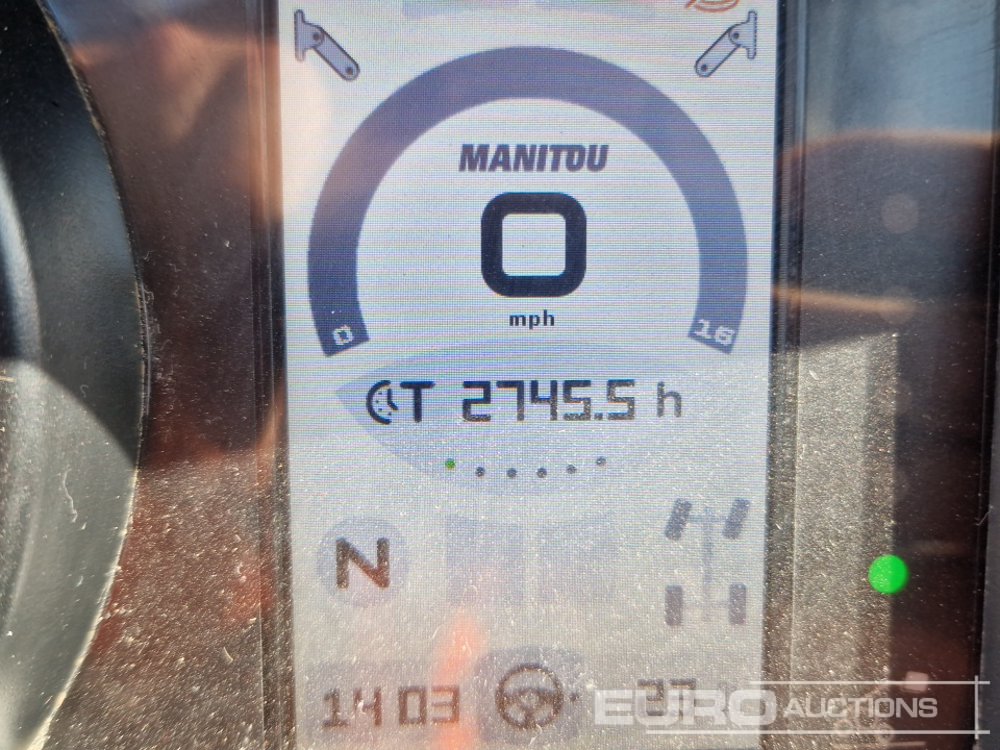 MANITOU
0
mph
0 16
T 2745.5 h
N
14 03
EURO AUCTIONS